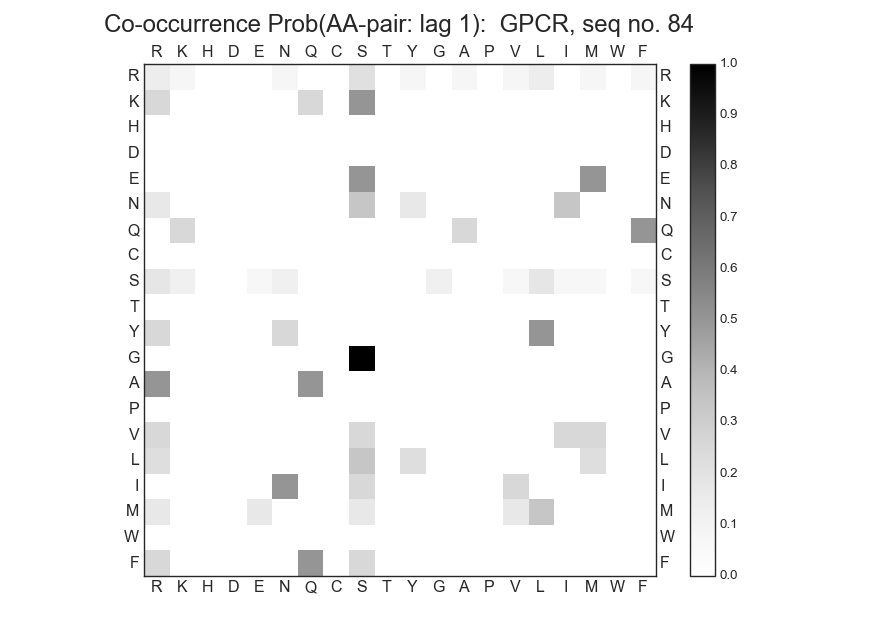 Co-occurrence Prob(AA-pair: lag 1):  GPCR, seq no. 84
R K H D E N Q C S T Y G A P V L I M W F
R R 1.0
K K 0.9
H H
D D 0.8
E E
N N 0.7
Q Q
C C 0.6
S S
T T 0.5
Y Y
G G 0.4
A A
P P 0.3
V V
L L 0.2
I I
M M 0.1
W W
F F 0.0
R K H D E N Q C S T Y G A P V L I M W F